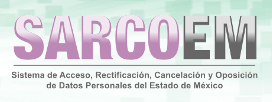 SARCOEM
Sistema de Acceso, Rectificación, Cancelación y Oposición
de Datos Personales del Estado de México